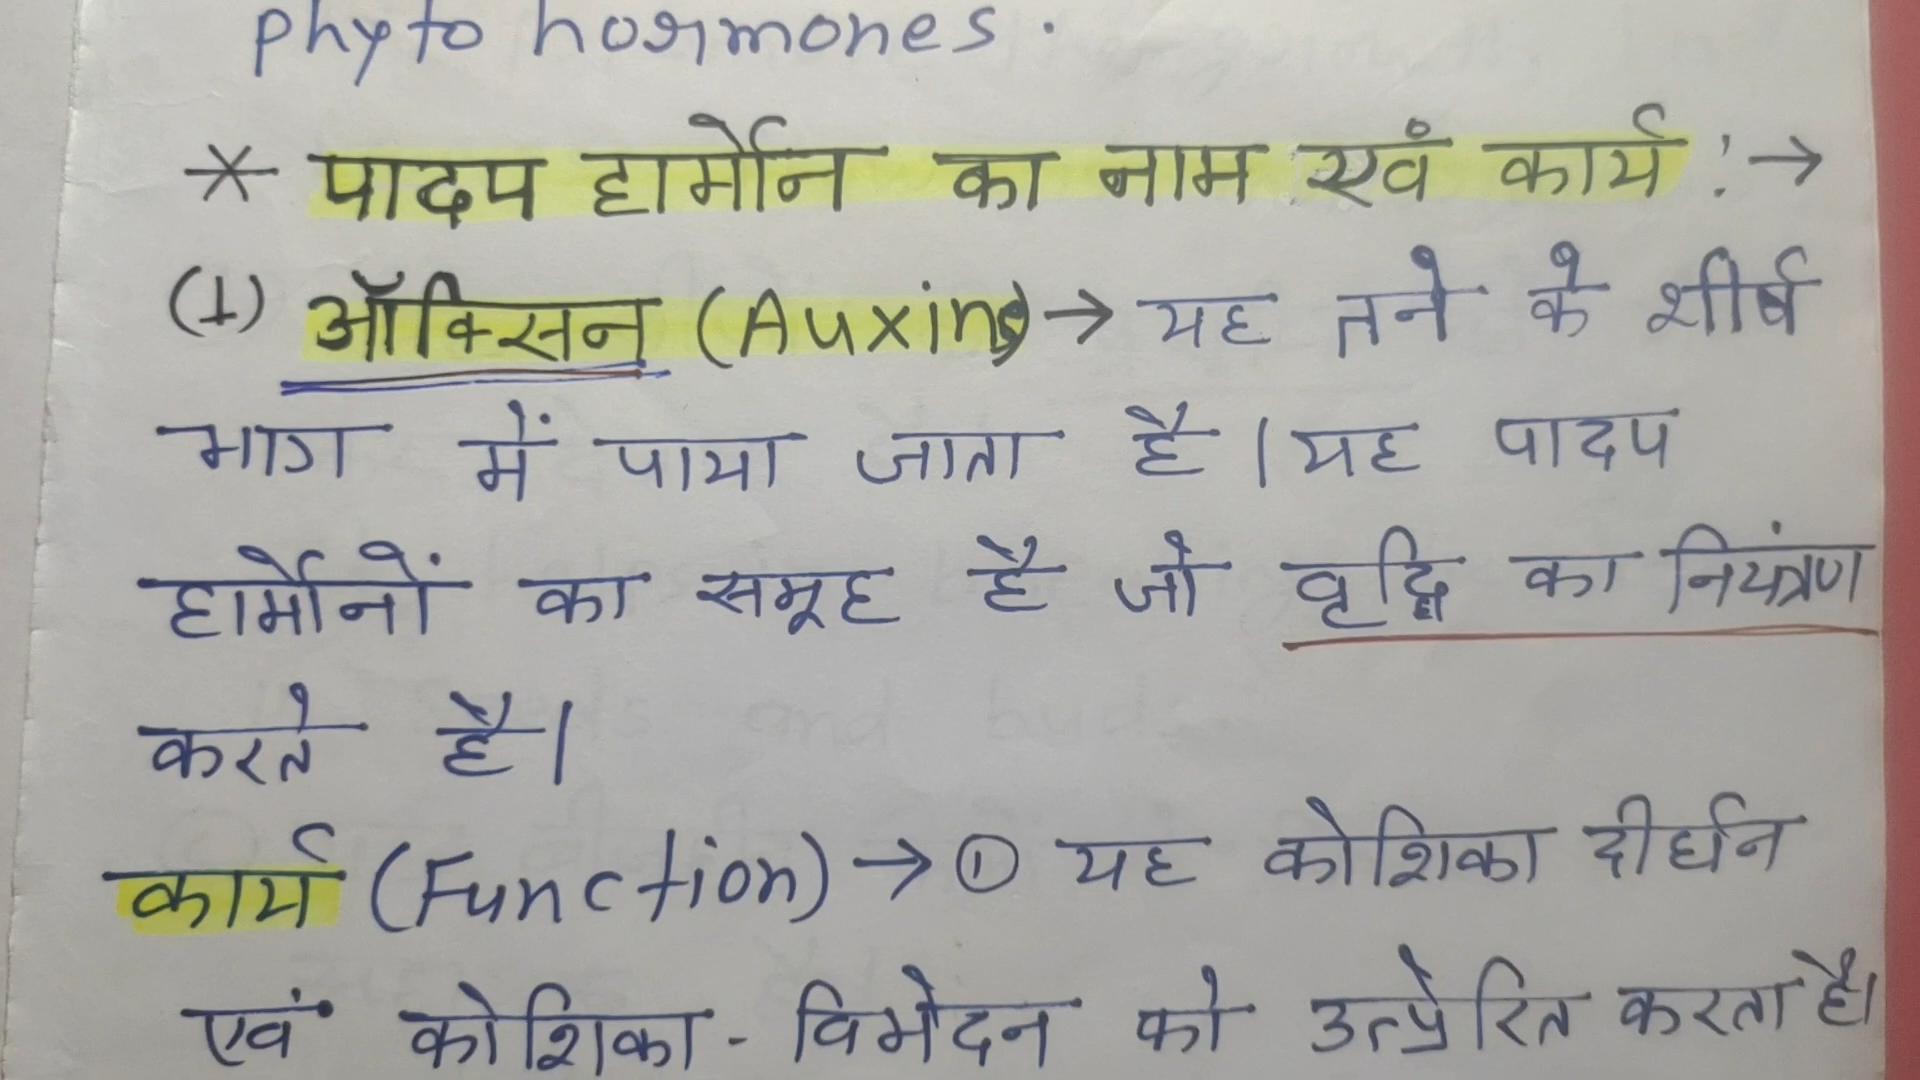 phyto hormones.
* पादप हार्मोन का नाम एवं कार्य :→
(1) ऑक्सिन (Auxins) → यह तने के शीर्ष
भाग में पाया जाता है। यह पादप
हार्मोनों का समूह है जो वृद्धि का नियंत्रण
करते है।
कार्य (Function) → ① यह कोशिका दीर्घन
एवं कोशिका - विभेदन को उत्प्रेरित करता है।